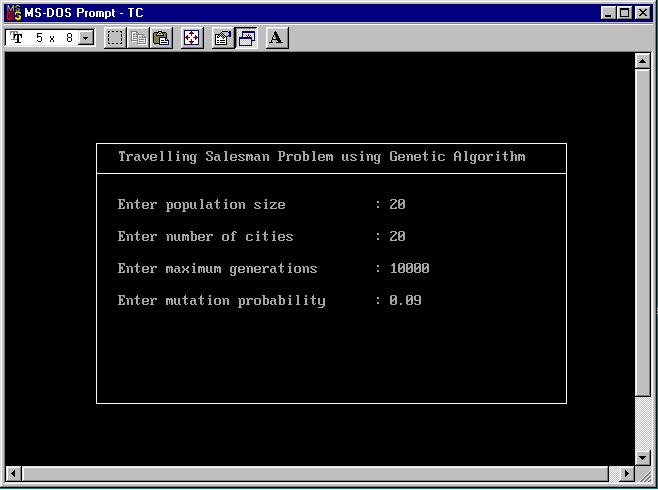 MS-DOS Prompt - TC
5 x 8
A
Travelling Salesman Problem using Genetic Algorithm
Enter population size : 20
Enter number of cities : 20
Enter maximum generations : 10000
Enter mutation probability : 0.09